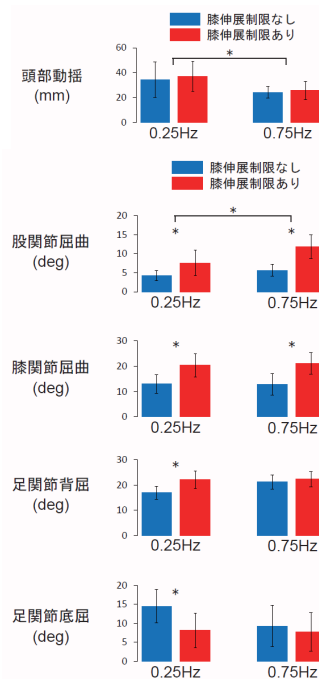 膝伸展制限なし
膝伸展制限あり
頭部動揺
(mm)
60
40
20
0
*
0.25Hz
0.75Hz
膝伸展制限なし
膝伸展制限あり
股関節屈曲
(deg)
20
15
10
5
0
*
*
*
0.25Hz
0.75Hz
膝関節屈曲
(deg)
30
20
10
0
*
*
0.25Hz
0.75Hz
足関節背屈
(deg)
30
20
10
0
*
0.25Hz
0.75Hz
足関節底屈
(deg)
20
15
10
5
0
*
0.25Hz
0.75Hz